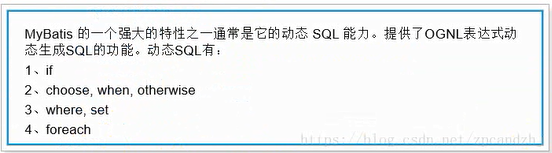 MyBatis 的一个强大的特性之一通常是它的动态 SQL 能力。提供了OGNL表达式动
态生成SQL的功能。动态SQL有：
1、if
2、choose, when, otherwise
3、where, set
4、foreach
https://blog.csdn.net/zpcandzhj